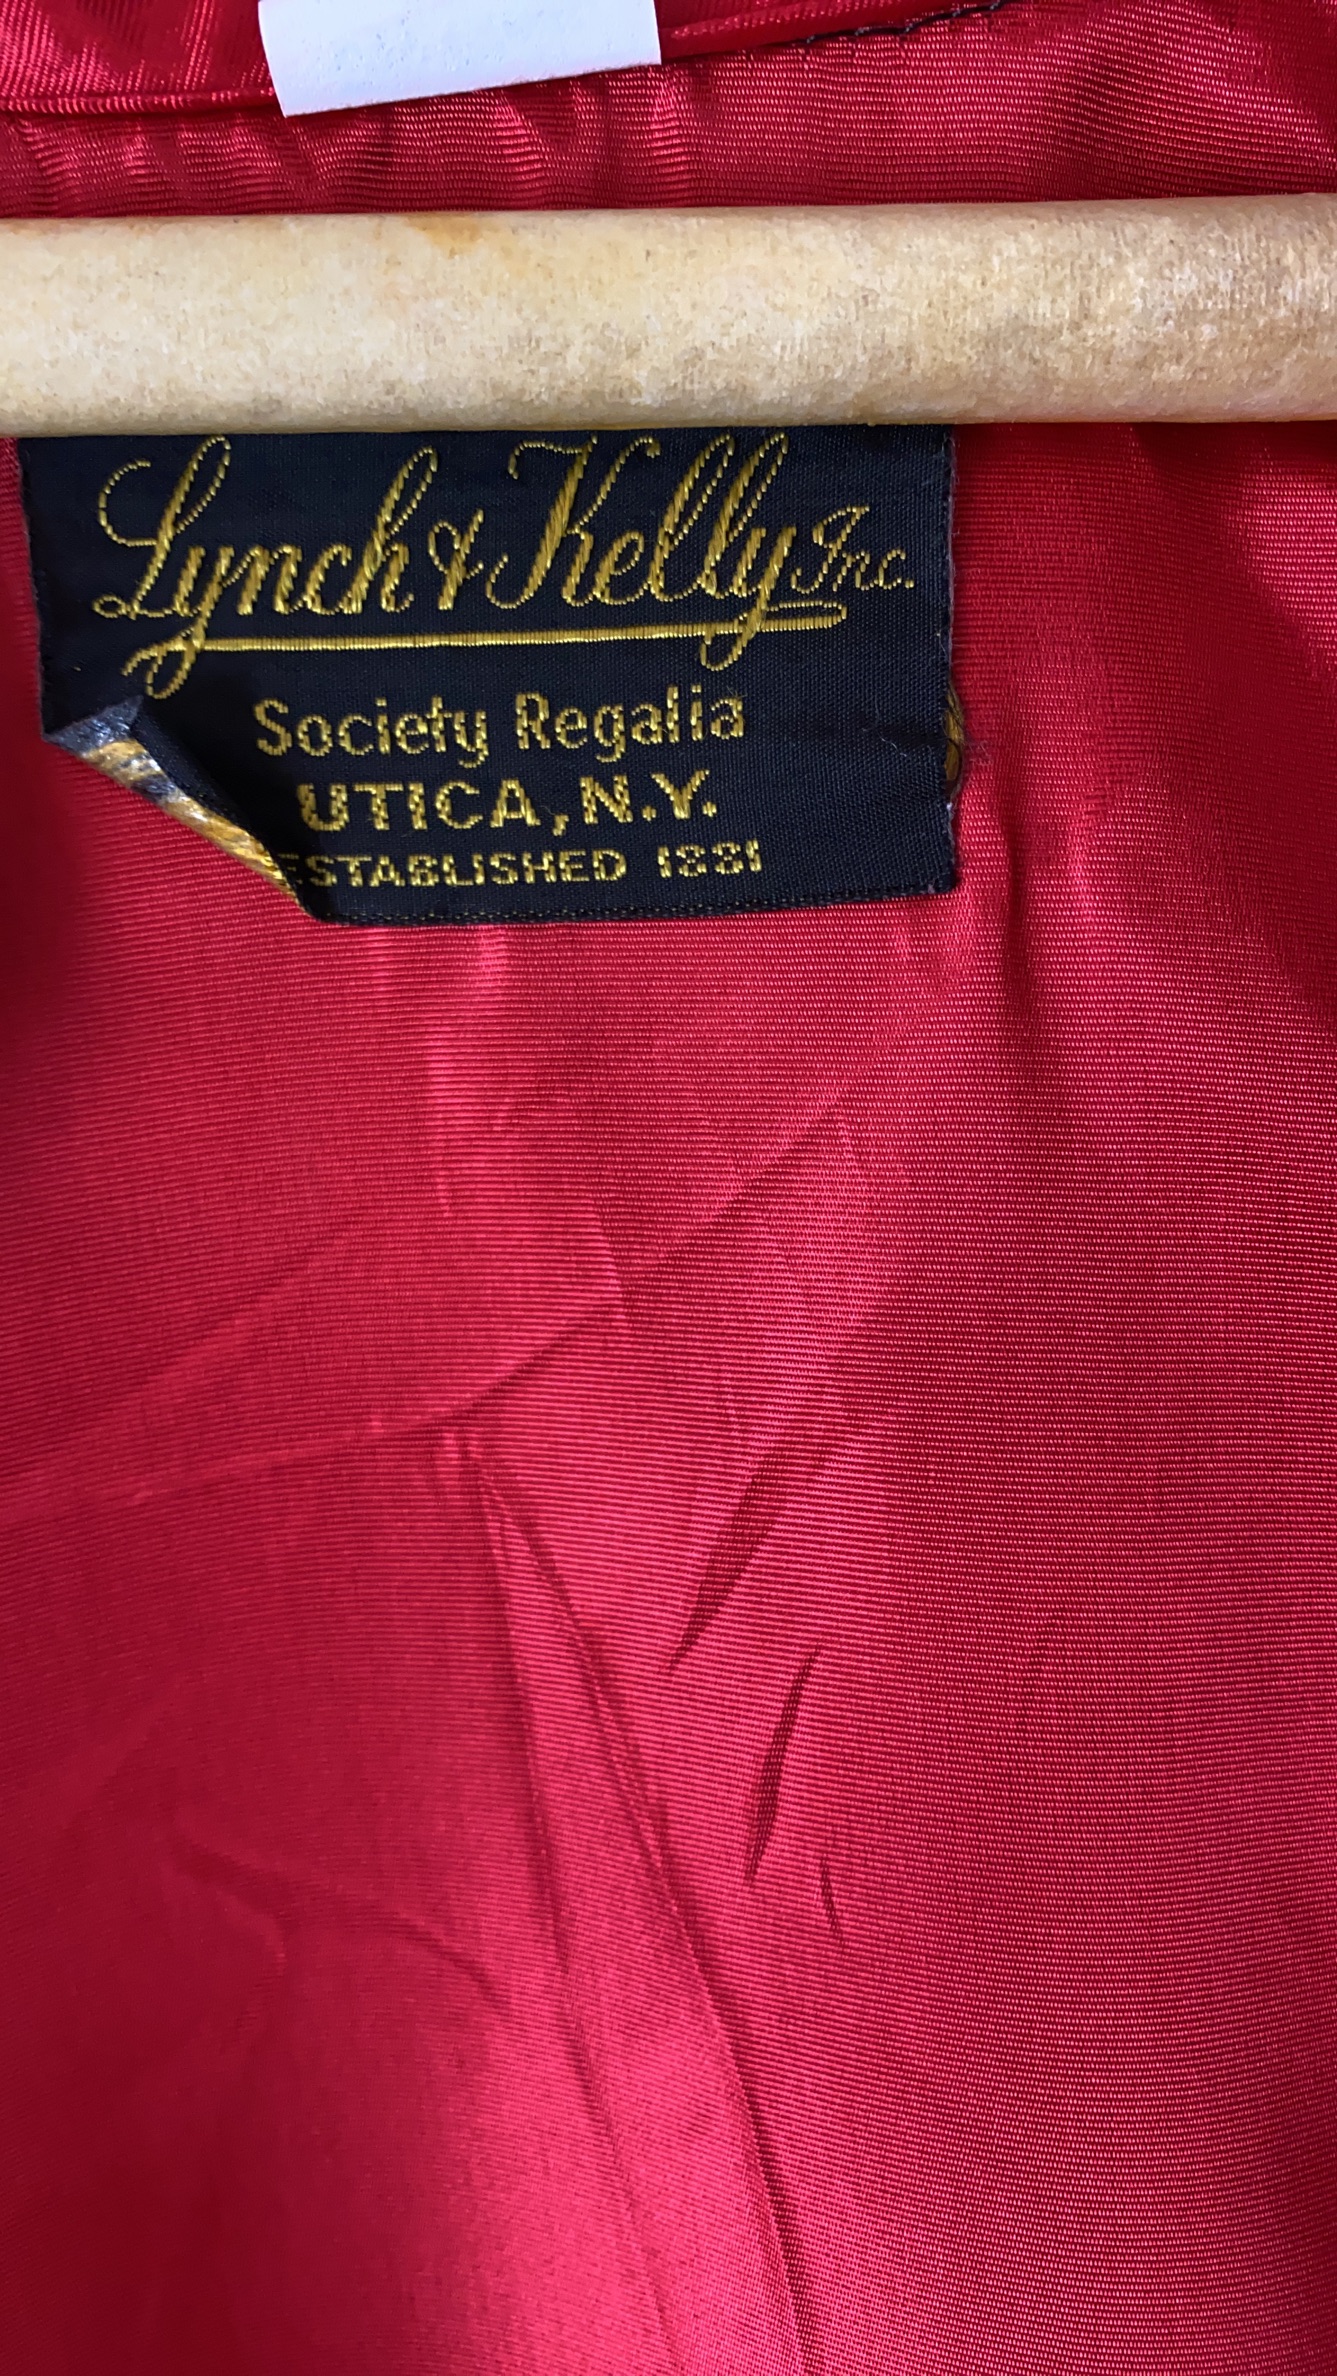 Lynch & Kelly Inc.
Society Regalia
UTICA, N.Y.
ESTABLISHED 1881